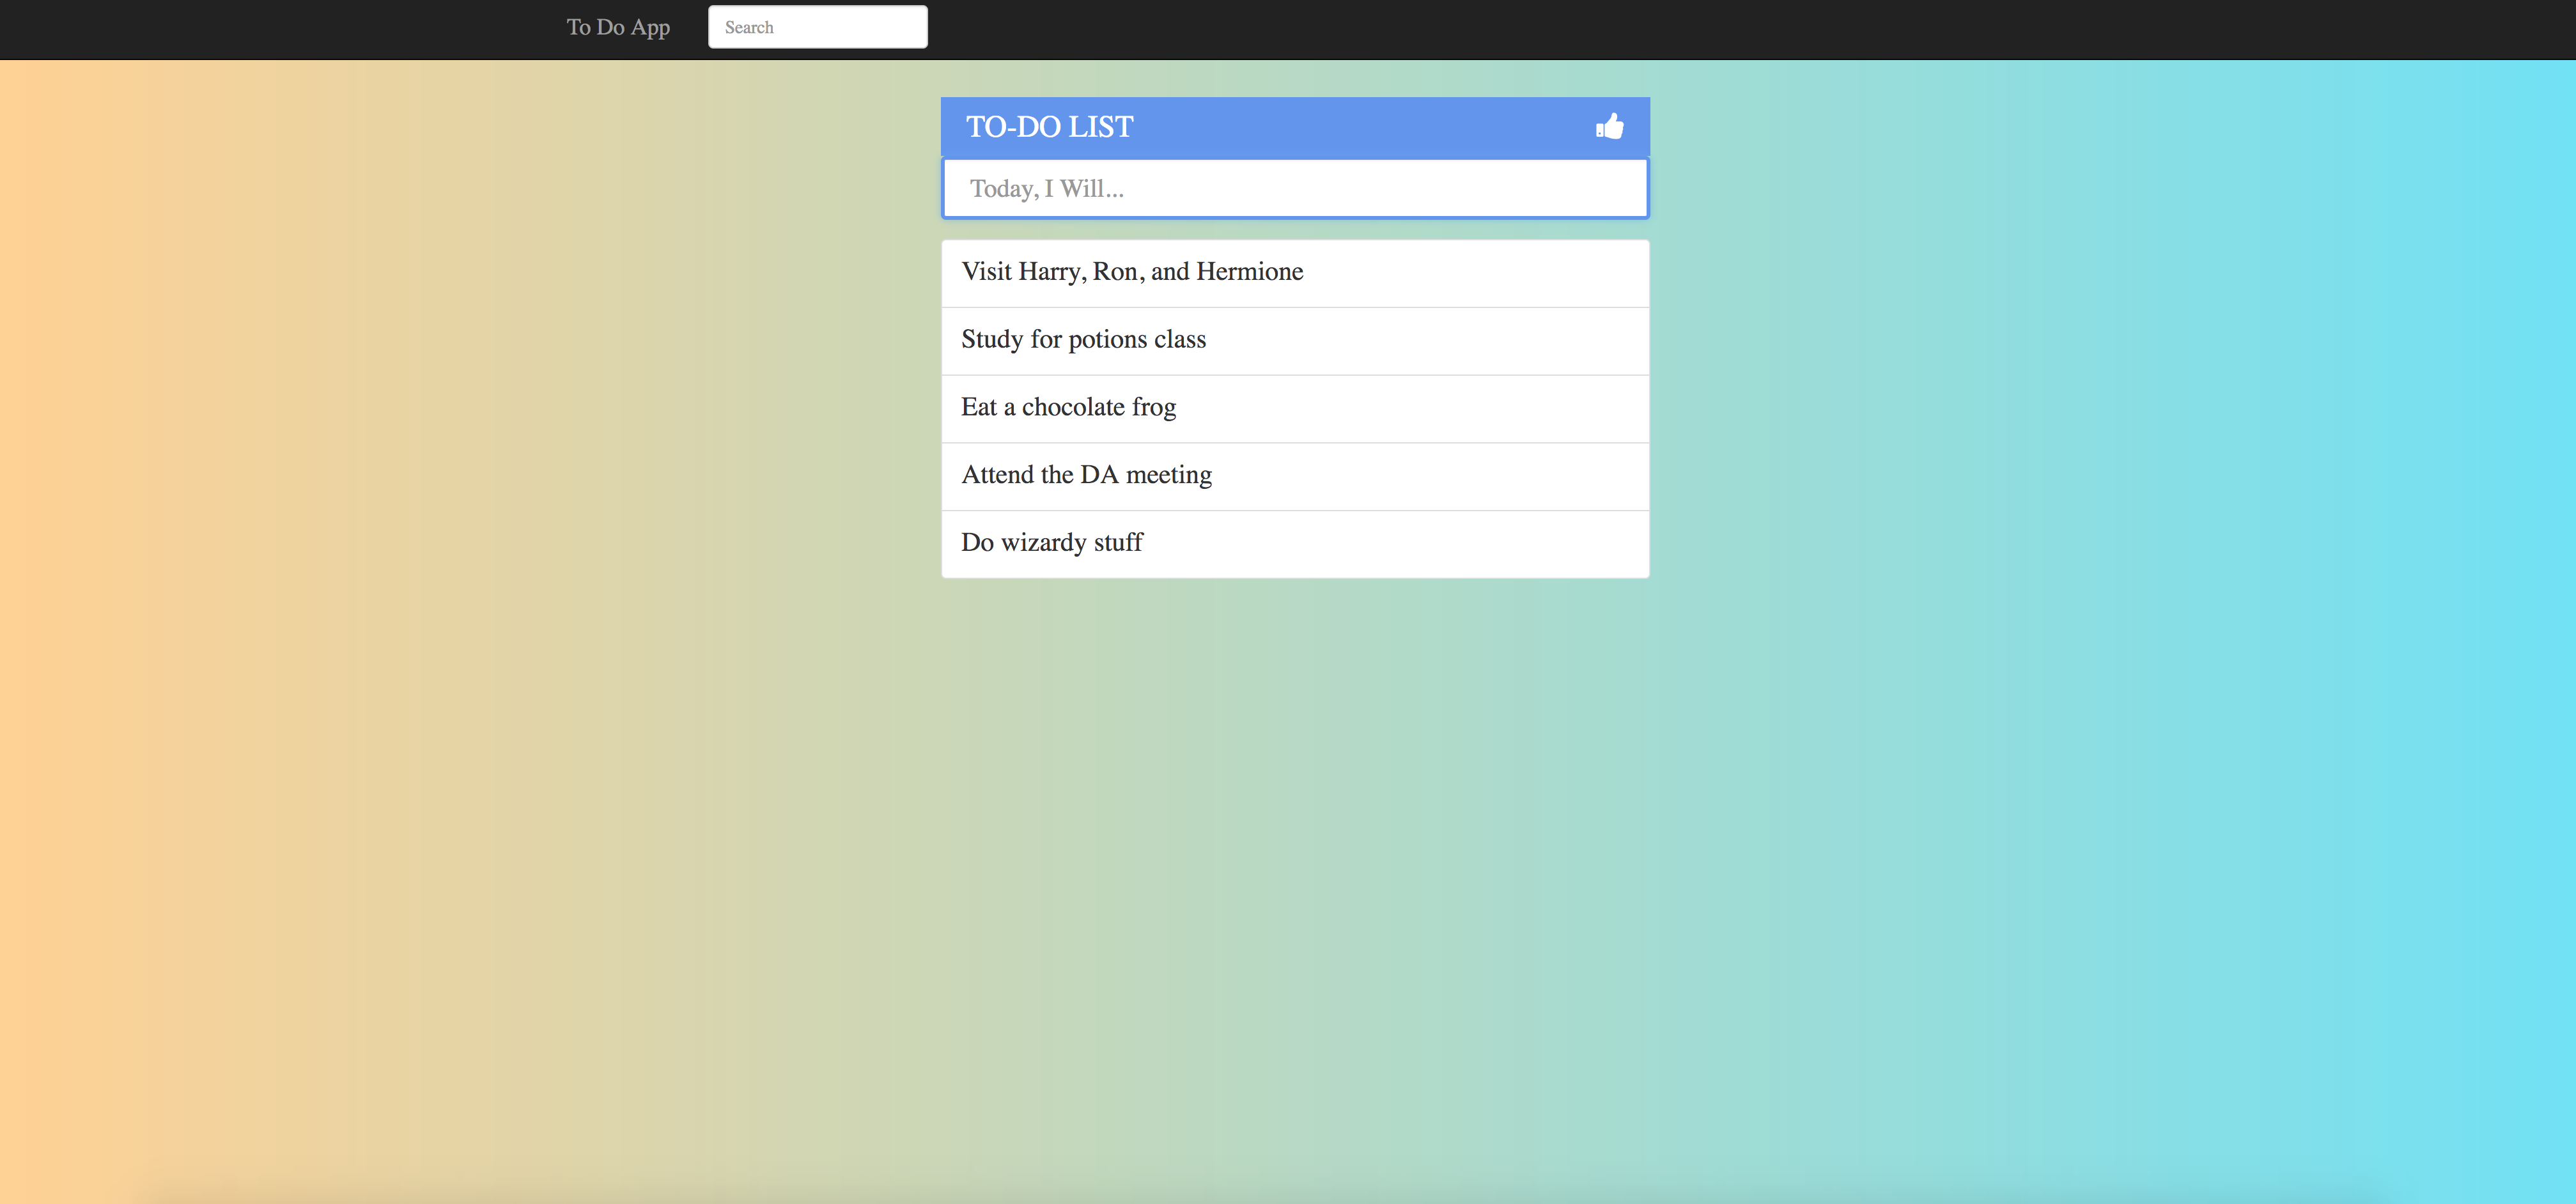 To Do App
Search
TO-DO LIST
Today, I Will...
Visit Harry, Ron, and Hermione
Study for potions class
Eat a chocolate frog
Attend the DA meeting
Do wizardy stuff